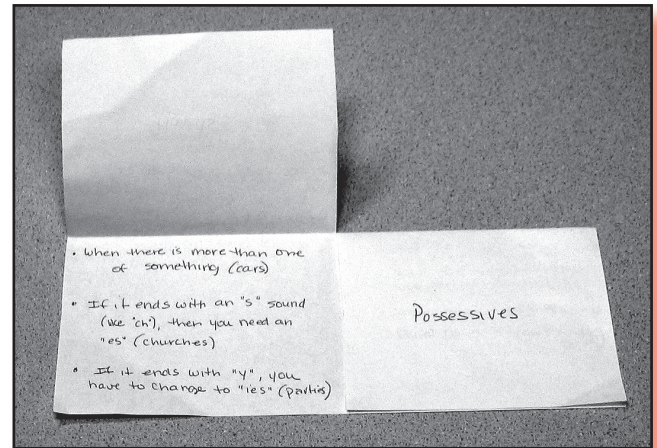 • When there is more than one
of something (cars)
• If it ends with an "s" sound
(like "ch"), then you need an
"es" (churches)
• If it ends with "y", you
have to change to "ies" (parties)
Possessives